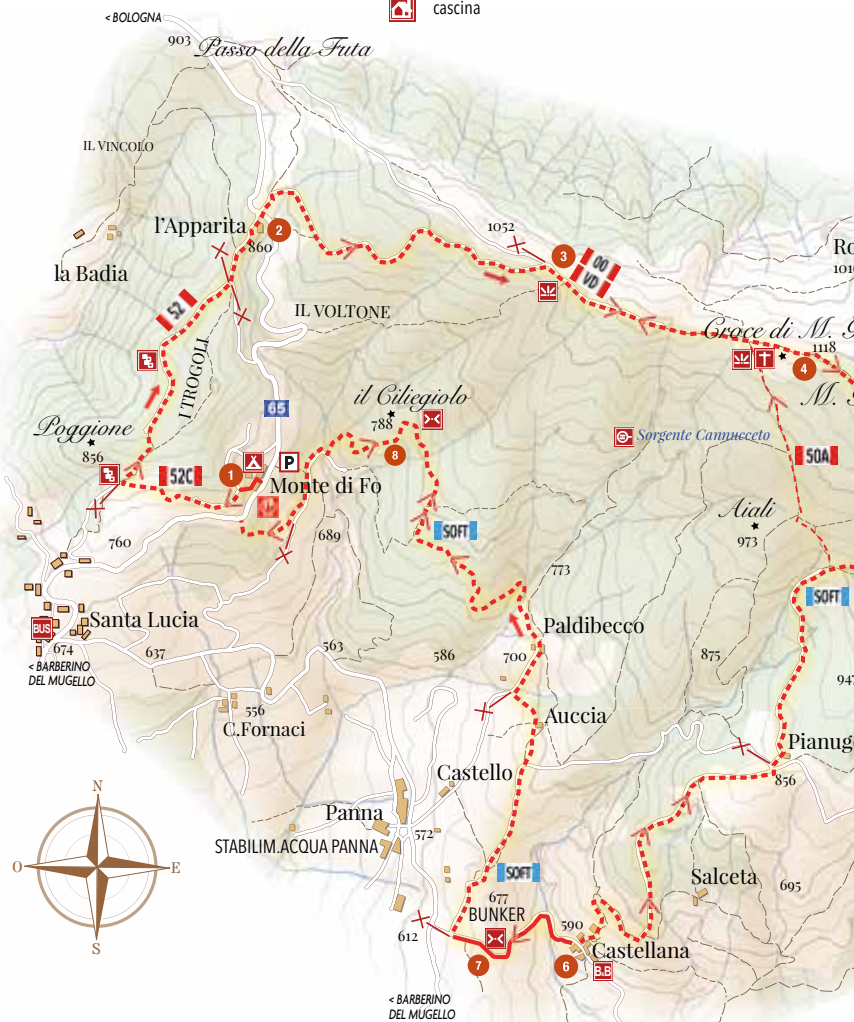 cascina
< BOLOGNA
903
Passo della Futa
IL VINCOLO
l'Apparita
2
860
1052
3
00
VD
Ro
1010
la Badia
52
IL VOLTONE
I TROGOLI
Croce di M. G
1118
4
M. G
65
il Ciliegiolo
788
8
Sorgente Cannucceto
Poggione
856
52C
1
P
Monte di Fo
50A
Aiali
973
760
689
SOFT
773
SOFT
Santa Lucia
BUS
674
637
563
586
700
Paldibecco
875
947
< BARBERINO
DEL MUGELLO
556
C.Fornaci
Auccia
Pianug
856
Castello
Panna
572
STABILIM.ACQUA PANNA
N
O
E
S
SOFT
677
BUNKER
Salceta
695
612
590
Castellana
7
6
B&B
< BARBERINO
DEL MUGELLO